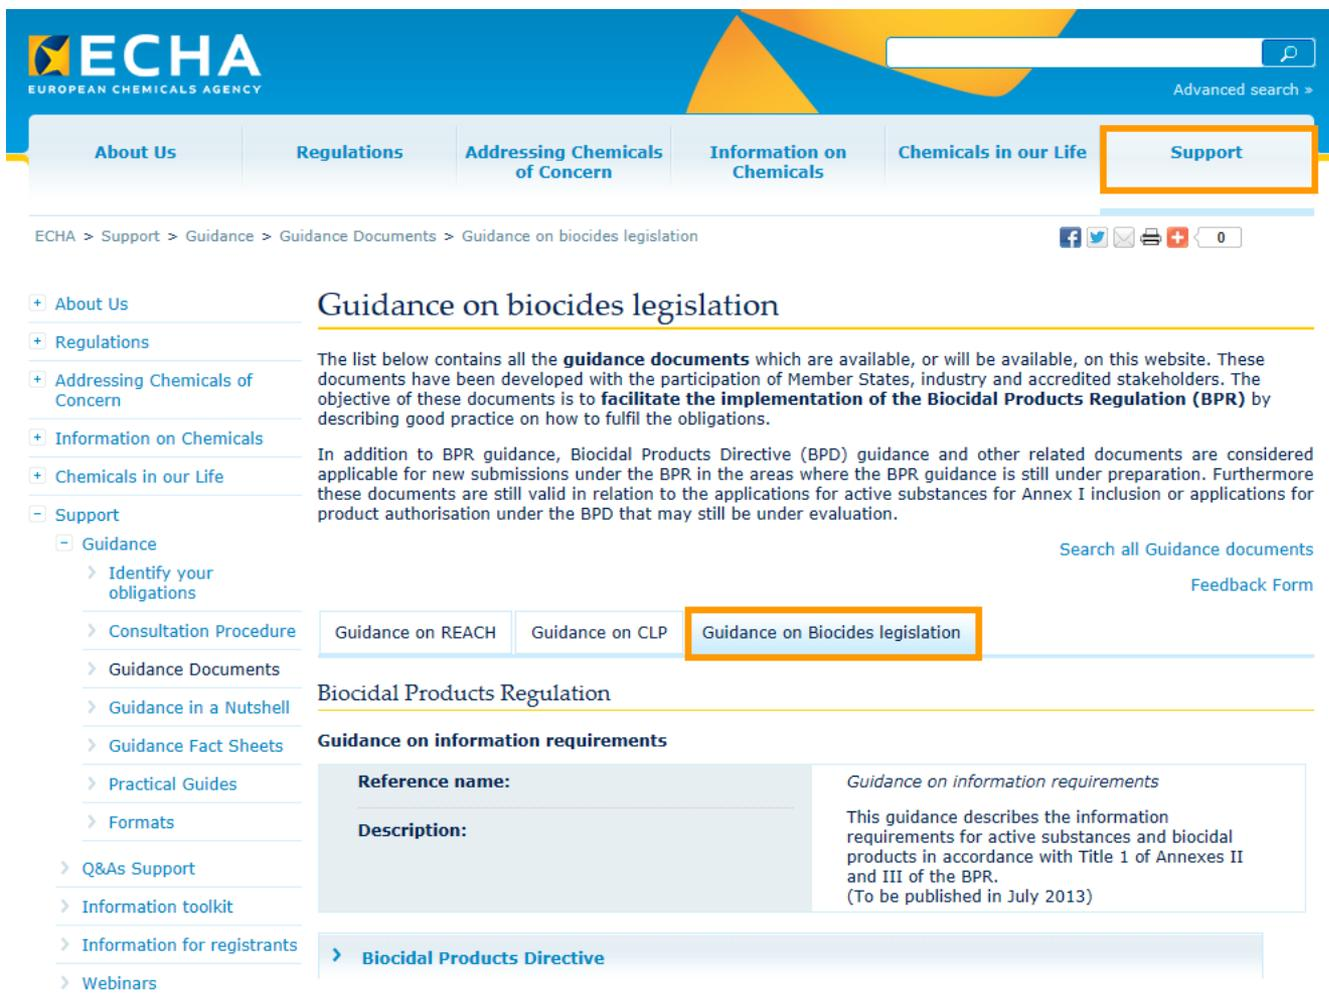 ECHA
EUROPEAN CHEMICALS AGENCY
Advanced search »
About Us
Regulations
Addressing Chemicals
of Concern
Information on
Chemicals
Chemicals in our Life
Support
ECHA > Support > Guidance > Guidance Documents > Guidance on biocides legislation
0
About Us
Regulations
Addressing Chemicals of
Concern
Information on Chemicals
Chemicals in our Life
Support
Guidance
Identify your
obligations
Consultation Procedure
Guidance Documents
Guidance in a Nutshell
Guidance Fact Sheets
Practical Guides
Formats
Q&As Support
Information toolkit
Information for registrants
Webinars
Guidance on biocides legislation
The list below contains all the guidance documents which are available, or will be available, on this website. These
documents have been developed with the participation of Member States, industry and accredited stakeholders. The
objective of these documents is to facilitate the implementation of the Biocidal Products Regulation (BPR) by
describing good practice on how to fulfil the obligations.
In addition to BPR guidance, Biocidal Products Directive (BPD) guidance and other related documents are considered
applicable for new submissions under the BPR in the areas where the BPR guidance is still under preparation. Furthermore
these documents are still valid in relation to the applications for active substances for Annex I inclusion or applications for
product authorisation under the BPD that may still be under evaluation.
Search all Guidance documents
Feedback Form
Guidance on REACH
Guidance on CLP
Guidance on Biocides legislation
Biocidal Products Regulation
Guidance on information requirements
Reference name:
Guidance on information requirements
Description:
This guidance describes the information
requirements for active substances and biocidal
products in accordance with Title 1 of Annexes II
and III of the BPR.
(To be published in July 2013)
Biocidal Products Directive